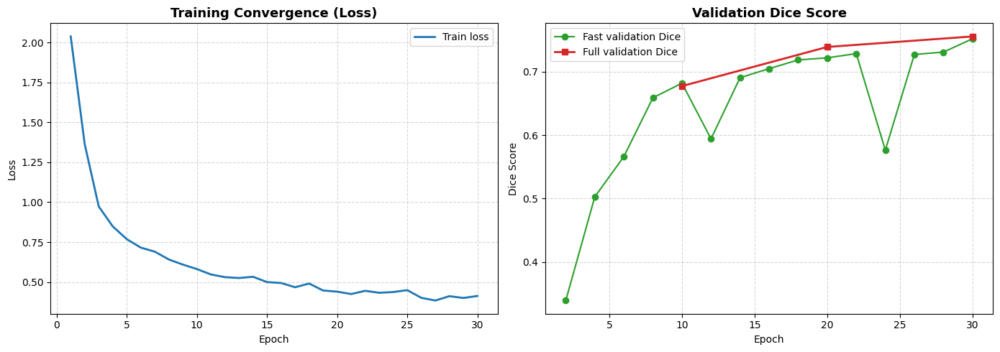 Training Convergence (Loss)
Train loss
2.00
1.75
1.50
1.25
1.00
0.75
0.50
Loss
0 5 10 15 20 25 30
Epoch
Validation Dice Score
Fast validation Dice
Full validation Dice
0.7
0.6
0.5
0.4
Dice Score
5 10 15 20 25 30
Epoch